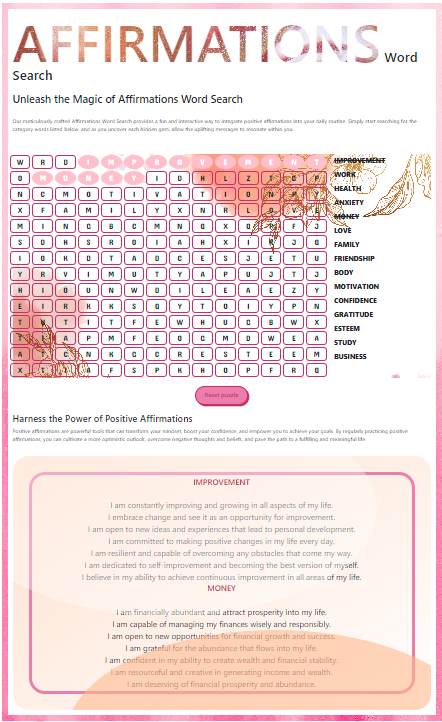 AFFIRMATIONS Word
Search
Unleash the Magic of Affirmations Word Search
Our meticulously crafted Affirmations Word Search provides a fun and interactive way to integrate positive affirmations into your daily routine. Simply start searching for the
category words listed below, and as you uncover each hidden gem, allow the uplifting messages to resonate within you.
W R D I M P R O V E M E N T
O M O N E Y I D H L Z T C P
N C M O T I V A T I O N
X F A M I L Y X N R L O V E
M I N G B C M N Q X O P F J
S D H S R O I A H X I R J Q
I O K D T A D C E S J E T U
Y R V I M U T Y A P U J T J
H I O U N W D I L E A E Z Y
E I R K K S Q Y T O I Y P N
T I T F E W H U C B W X
A P M F E O G M D W E A
A T C N K G C R E S T E E M
X A F S P K H O P F R Q
IMPROVEMENT
WORK
HEALTH
ANXIETY
MONEY
LOVE
FAMILY
FRIENDSHIP
BODY
MOTIVATION
CONFIDENCE
GRATITUDE
ESTEEM
STUDY
BUSINESS
Reset puzzle
Harness the Power of Positive Affirmations
Positive affirmations are powerful tools that can transform your mindset, boost your confidence, and empower you to achieve your goals. By regularly practicing positive
affirmations, you can cultivate a more optimistic outlook, overcome negative thoughts and beliefs, and pave the path to a fulfilling and meaningful life.
IMPROVEMENT
I am constantly improving and growing in all aspects of my life.
I embrace change and see it as an opportunity for improvement.
I am open to new ideas and experiences that lead to personal development.
I am committed to making positive changes in my life every day.
I am resilient and capable of overcoming any obstacles that come my way.
I am dedicated to self-improvement and becoming the best version of myself.
I believe in my ability to achieve continuous improvement in all areas of my life.
MONEY
I am financially abundant and attract prosperity into my life.
I am capable of managing my finances wisely and responsibly.
I am open to new opportunities for financial growth and success.
I am grateful for the abundance that flows into my life.
I am confident in my ability to create wealth and financial stability.
I am resourceful and creative in generating income and wealth.
I am deserving of financial prosperity and abundance.